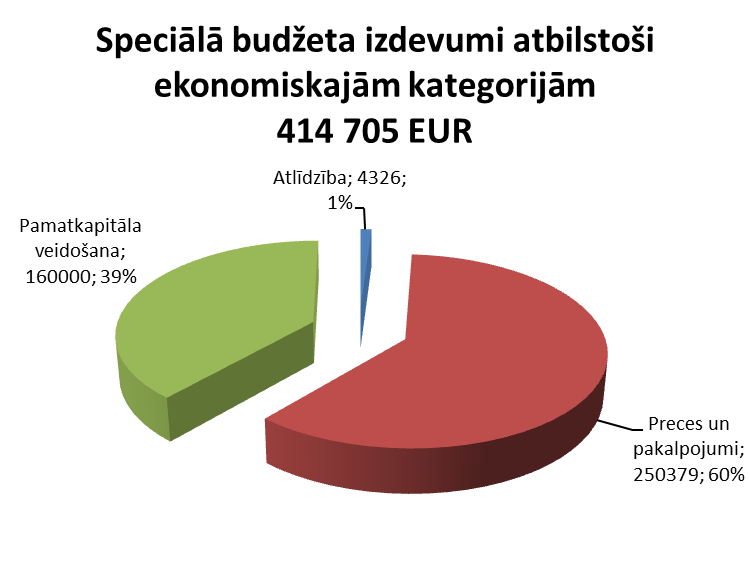 Speciālā budžeta izdevumi atbilstoši
ekonomiskajām kategorijām
414 705 EUR
Atlīdzība; 4326;
1%
Pamatkapitāla
veidošana;
160000; 39%
Preces un
pakalpojumi;
250379; 60%